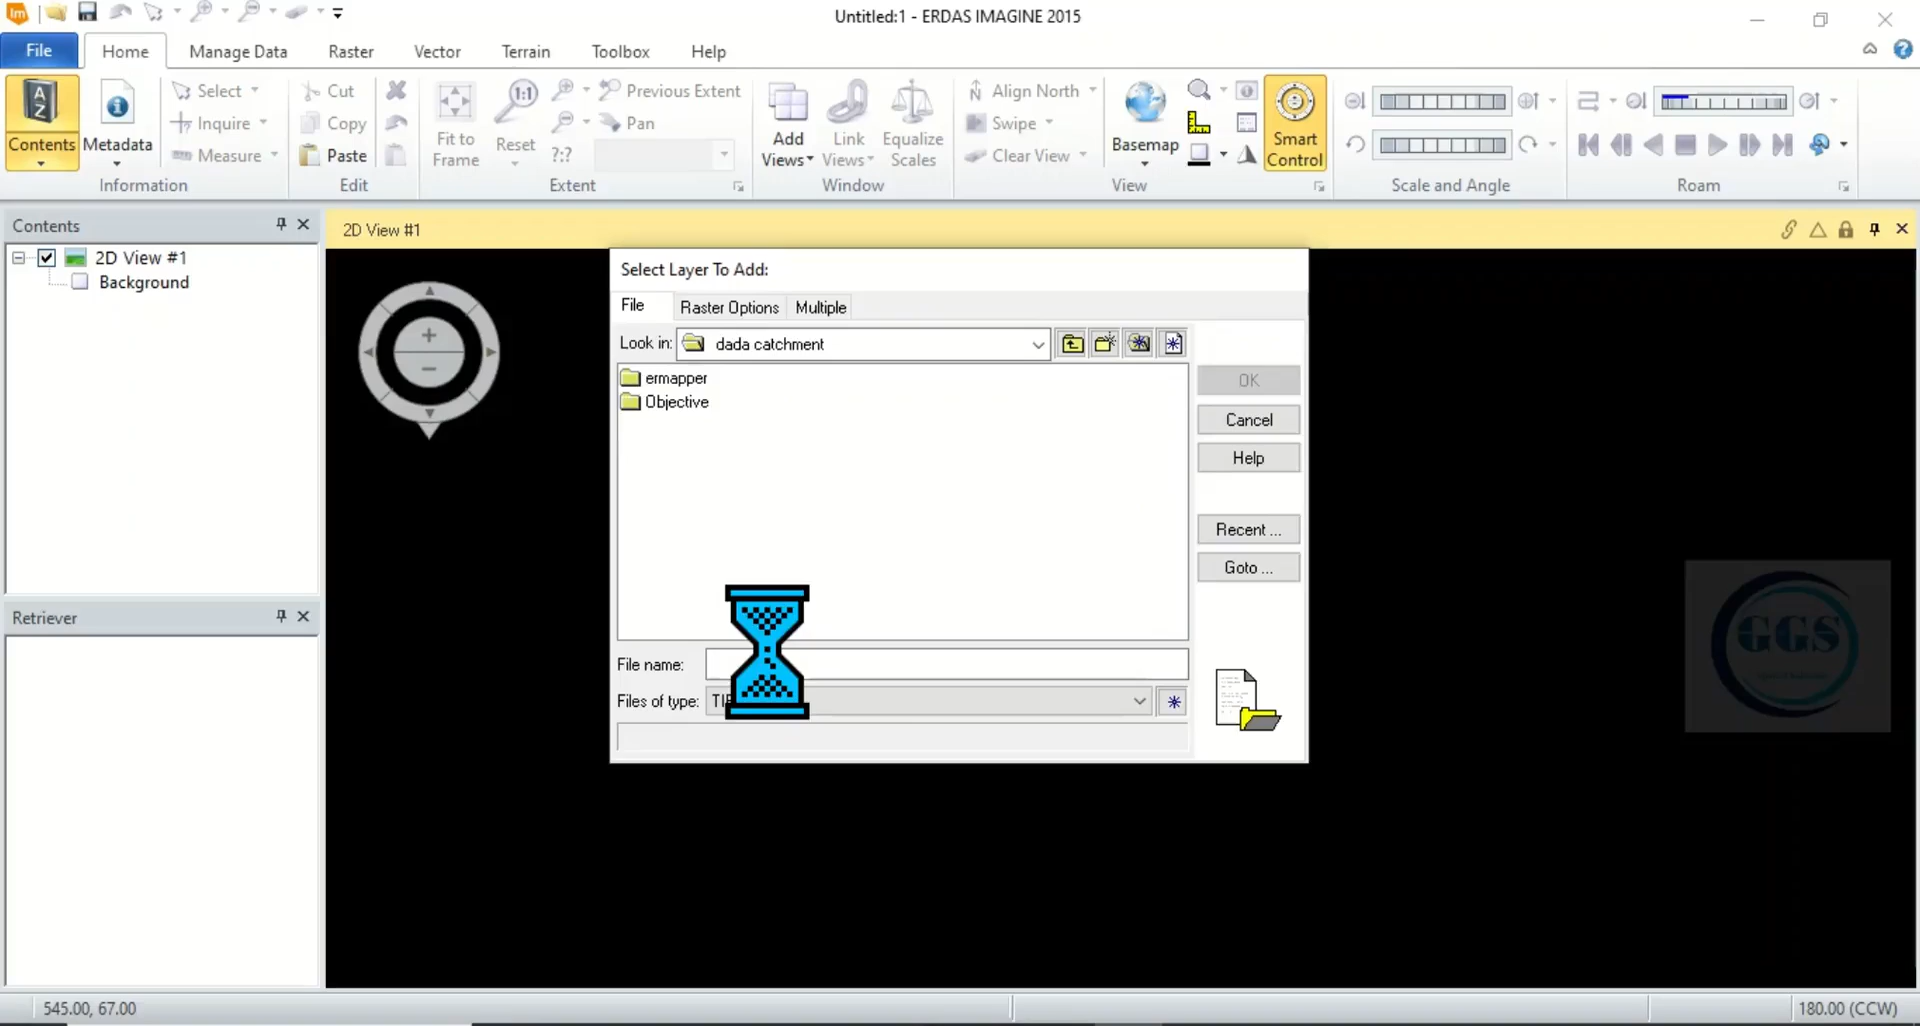 Untitled:1 - ERDAS IMAGINE 2015
File Home Manage Data Raster Vector Terrain Toolbox Help
Contents
Metadata
Select
Inquire
Measure
Information
Cut
Copy
Paste
Edit
Fit to Frame
1:1
Reset
?:?
Previous Extent
Pan
Extent
Add Views
Link Views
Equalize Scales
Window
Align North
Swipe
Clear View
Basemap
Smart Control
View
Scale and Angle
Roam
Contents
2D View #1
Background
Retriever
2D View #1
Select Layer To Add:
File Raster Options Multiple
Look in: dada catchment
ermapper
Objective
OK
Cancel
Help
Recent ...
Goto ...
File name:
Files of type:
GGS
545.00, 67.00
180.00 (CCW)